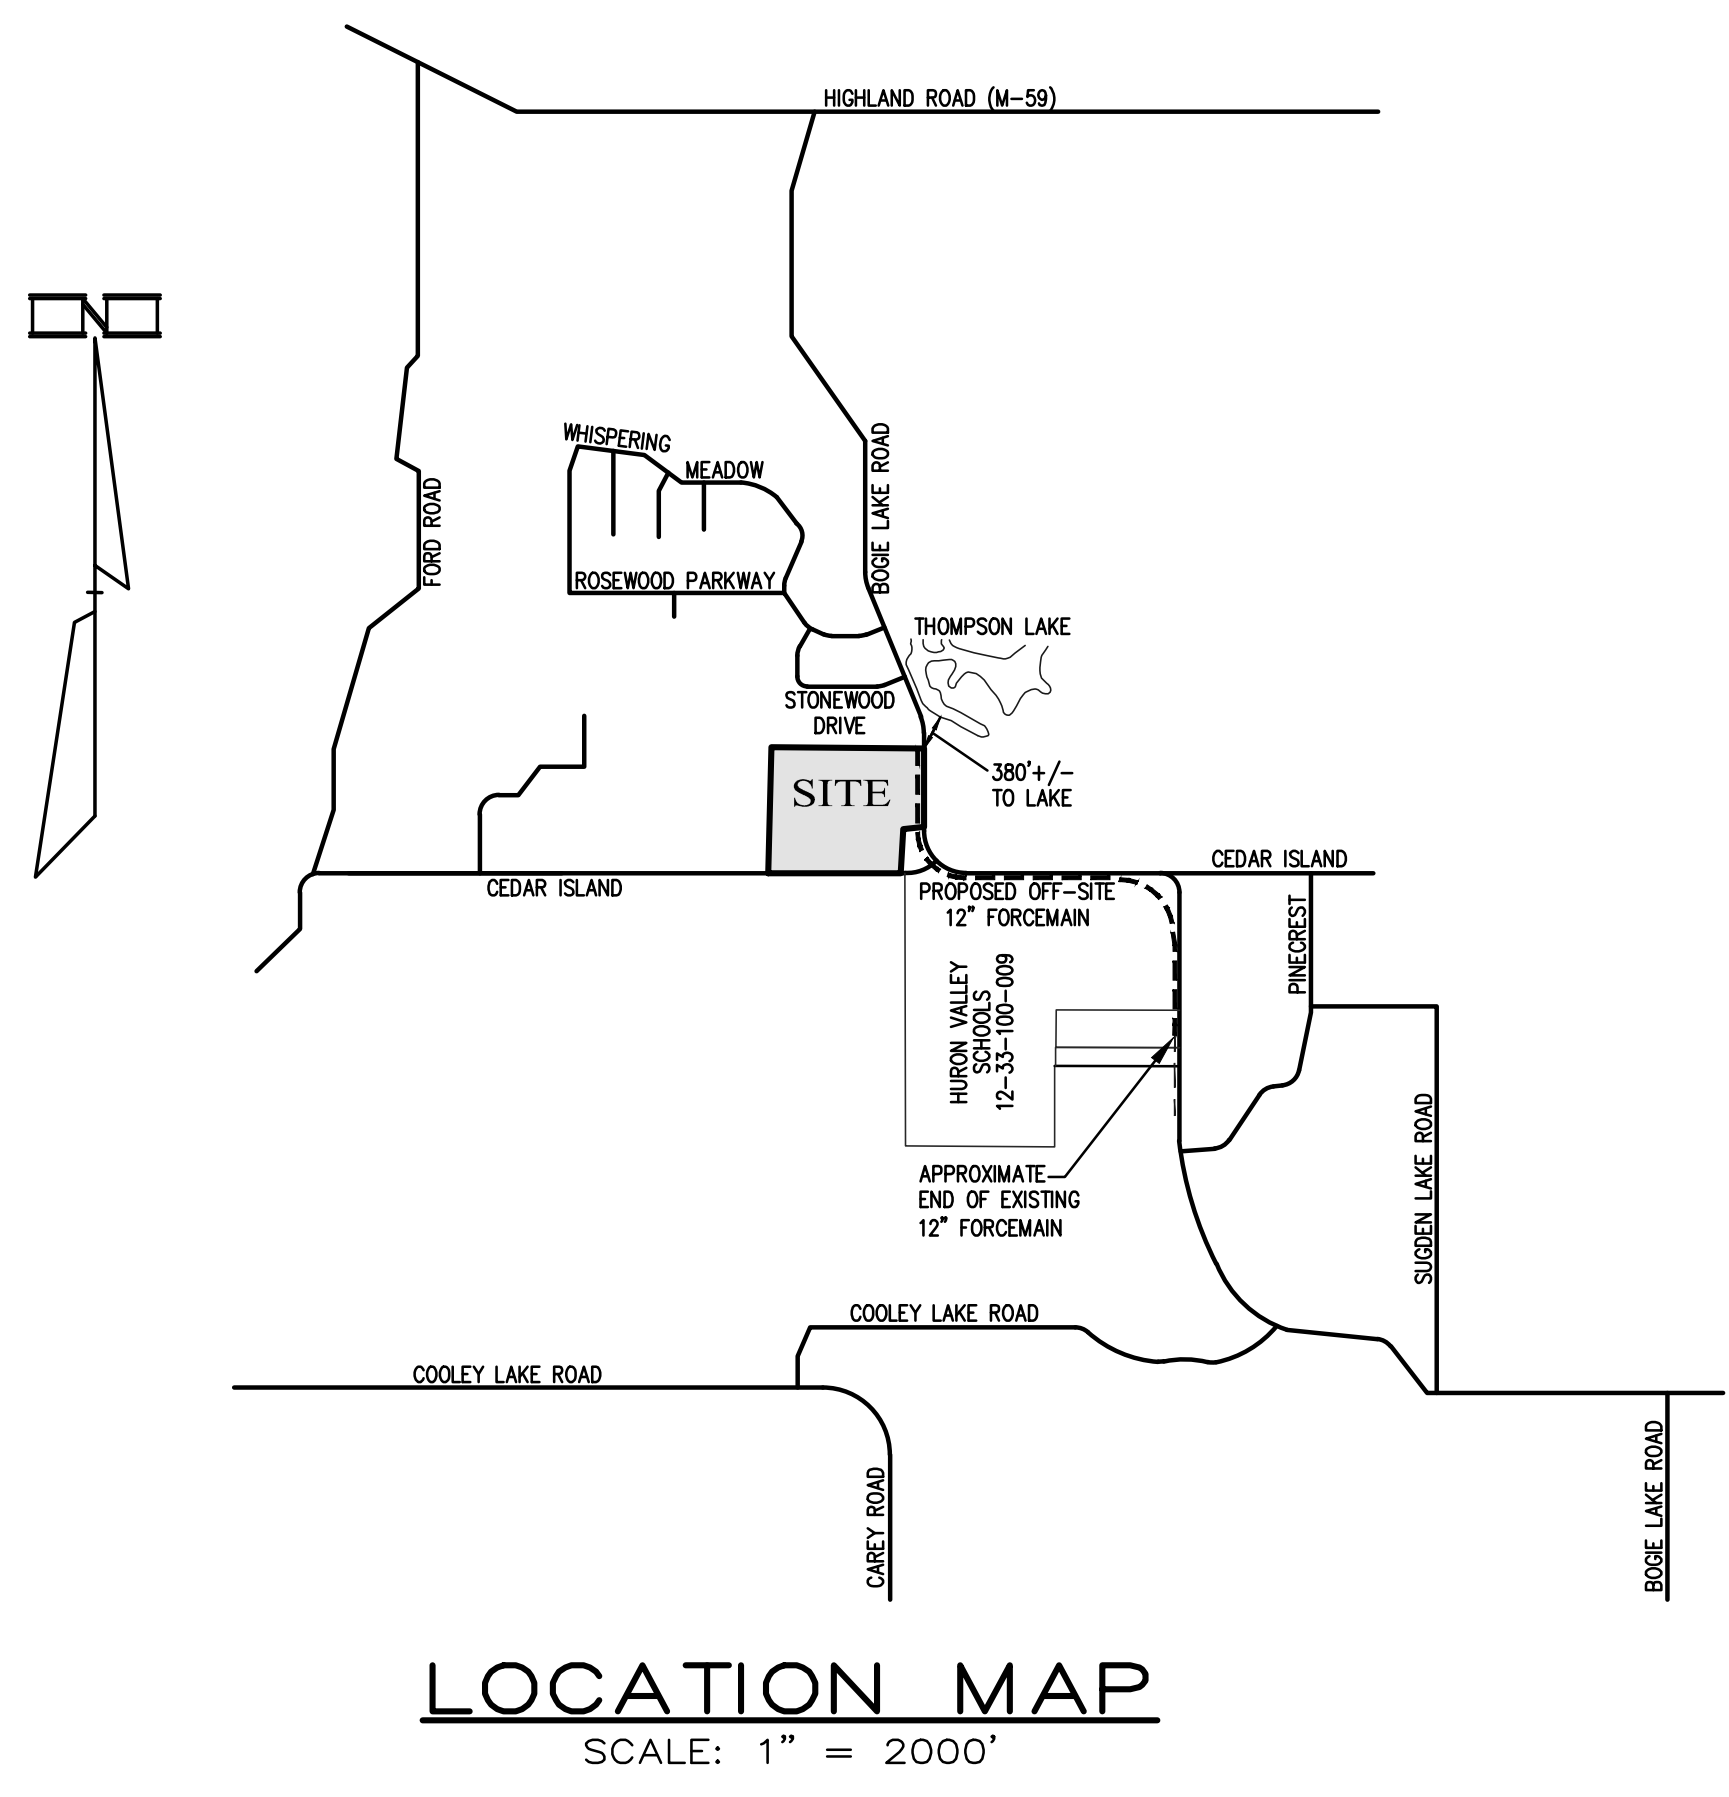 HIGHLAND ROAD (M-59)
N
WHISPERING
MEADOW
BOGIE LAKE ROAD
FORD ROAD
ROSEWOOD PARKWAY
THOMPSON LAKE
STONEWOOD
DRIVE
SITE
380'+/-
TO LAKE
CEDAR ISLAND
CEDAR ISLAND
PROPOSED OFF-SITE
12" FORCEMAIN
PINECREST
HURON VALLEY
SCHOOLS
12-33-100-009
SUGDEN LAKE ROAD
APPROXIMATE
END OF EXISTING
12" FORCEMAIN
COOLEY LAKE ROAD
COOLEY LAKE ROAD
CAREY ROAD
BOGIE LAKE ROAD
LOCATION MAP
SCALE: 1" = 2000'